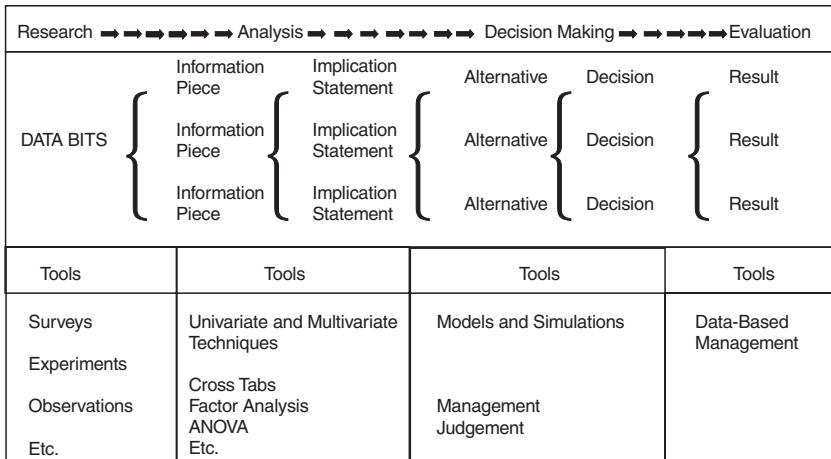 Research Analysis Decision Making Evaluation
Information Implication
Piece Statement Alternative Decision Result
DATA BITS Information Implication Alternative Decision Result
Piece Statement
Information Implication
Piece Statement Alternative Decision Result
Tools Tools Tools Tools
Surveys Univariate and Multivariate Models and Simulations Data-Based
Techniques Management
Experiments
Cross Tabs
Observations Factor Analysis Management
ANOVA Judgement
Etc. Etc.